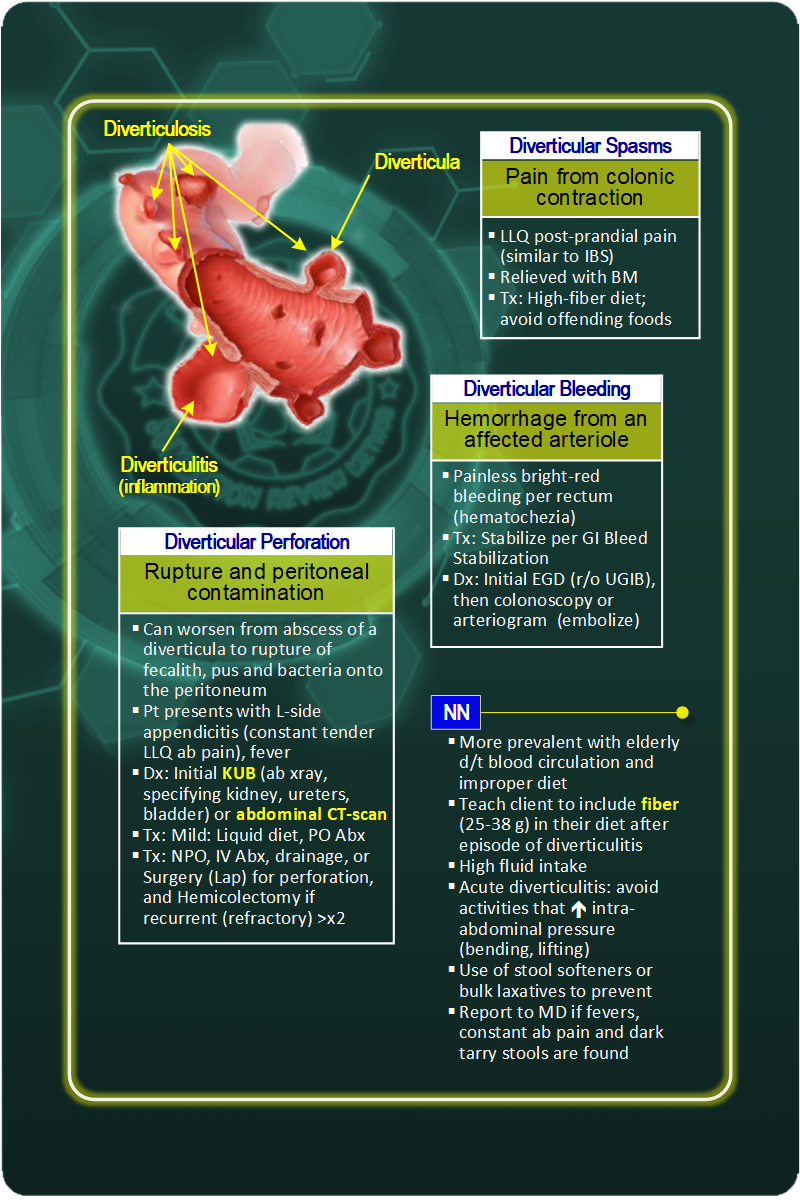 Diverticulosis
Diverticula
Diverticulitis
(inflammation)
Diverticular Spasms
Pain from colonic
contraction
▪ LLQ post-prandial pain
(similar to IBS)
▪ Relieved with BM
▪ Tx: High-fiber diet;
avoid offending foods
Diverticular Bleeding
Hemorrhage from an
affected arteriole
▪ Painless bright-red
bleeding per rectum
(hematochezia)
▪ Tx: Stabilize per GI Bleed
Stabilization
▪ Dx: Initial EGD (r/o UGIB),
then colonoscopy or
arteriogram (embolize)
Diverticular Perforation
Rupture and peritoneal
contamination
▪ Can worsen from abscess of a
diverticula to rupture of
fecalith, pus and bacteria onto
the peritoneum
▪ Pt presents with L-side
appendicitis (constant tender
LLQ ab pain), fever
▪ Dx: Initial KUB (ab xray,
specifying kidney, ureters,
bladder) or abdominal CT-scan
▪ Tx: Mild: Liquid diet, PO Abx
▪ Tx: NPO, IV Abx, drainage, or
Surgery (Lap) for perforation,
and Hemicolectomy if
recurrent (refractory) >x2
NN
▪ More prevalent with elderly
d/t blood circulation and
improper diet
▪ Teach client to include fiber
(25-38 g) in their diet after
episode of diverticulitis
▪ High fluid intake
▪ Acute diverticulitis: avoid
activities that ↑ intra-
abdominal pressure
(bending, lifting)
▪ Use of stool softeners or
bulk laxatives to prevent
▪ Report to MD if fevers,
constant ab pain and dark
tarry stools are found
REVIEW